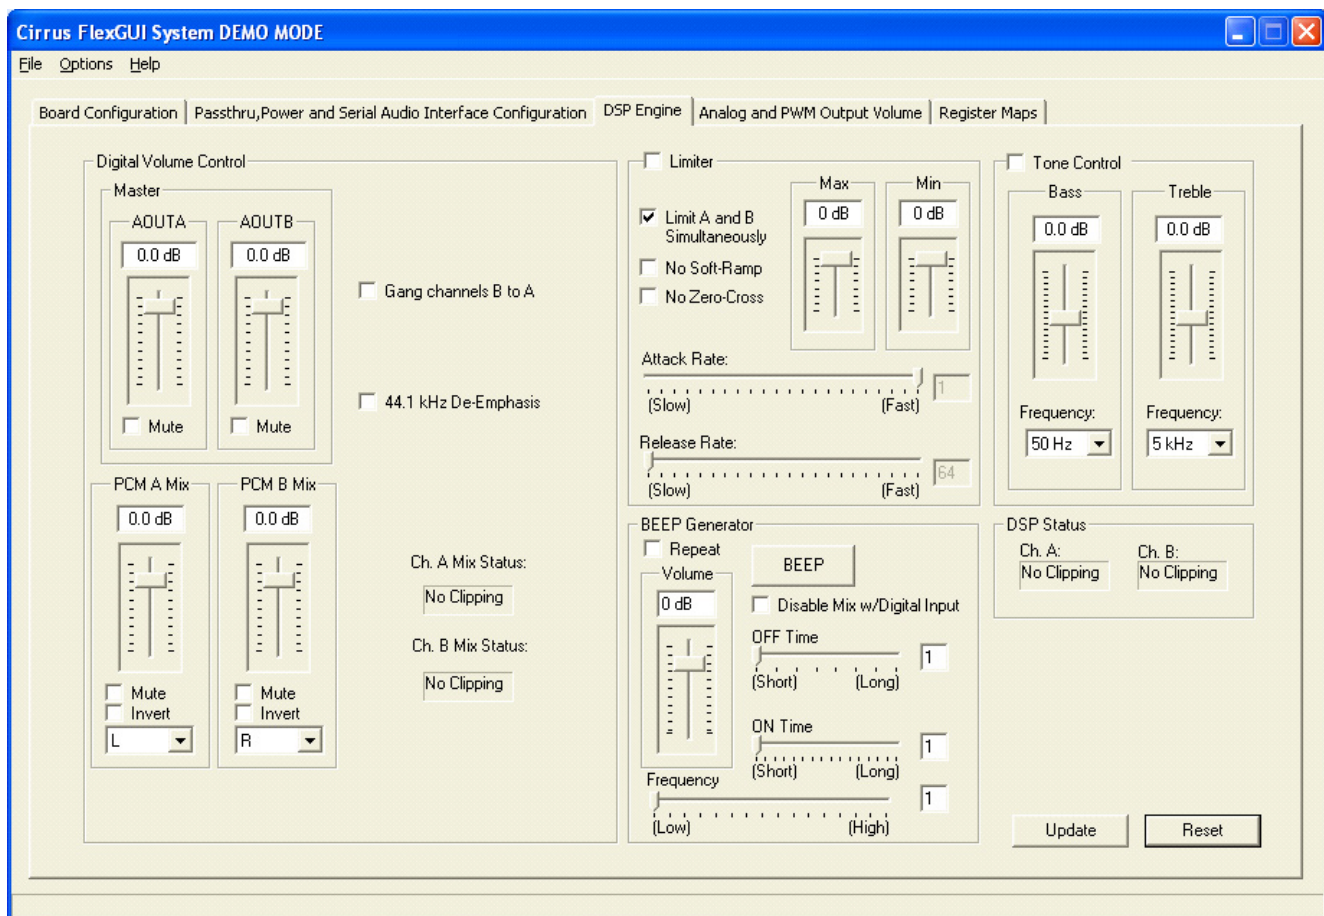 Cirrus FlexGUI System DEMO MODE
File Options Help
Board Configuration Passthru,Power and Serial Audio Interface Configuration DSP Engine Analog and PWM Output Volume Register Maps
Digital Volume Control
Master
AOUTA AOUTB
0.0 dB 0.0 dB
Mute Mute
Gang channels B to A
44.1 kHz De-Emphasis
PCM A Mix PCM B Mix
0.0 dB 0.0 dB
Mute Mute
Invert Invert
L R
Ch. A Mix Status:
No Clipping
Ch. B Mix Status:
No Clipping
Limiter
Limit A and B
Simultaneously
No Soft-Ramp
No Zero-Cross
Max Min
0 dB 0 dB
Attack Rate:
1
(Slow) (Fast)
Release Rate:
64
(Slow) (Fast)
Tone Control
Bass Treble
0.0 dB 0.0 dB
Frequency: Frequency:
50 Hz 5 kHz
BEEP Generator
Repeat
Volume
0 dB
BEEP
Disable Mix w/Digital Input
OFF Time
1
(Short) (Long)
ON Time
1
(Short) (Long)
Frequency
1
(Low) (High)
DSP Status
Ch. A: Ch. B:
No Clipping No Clipping
Update Reset